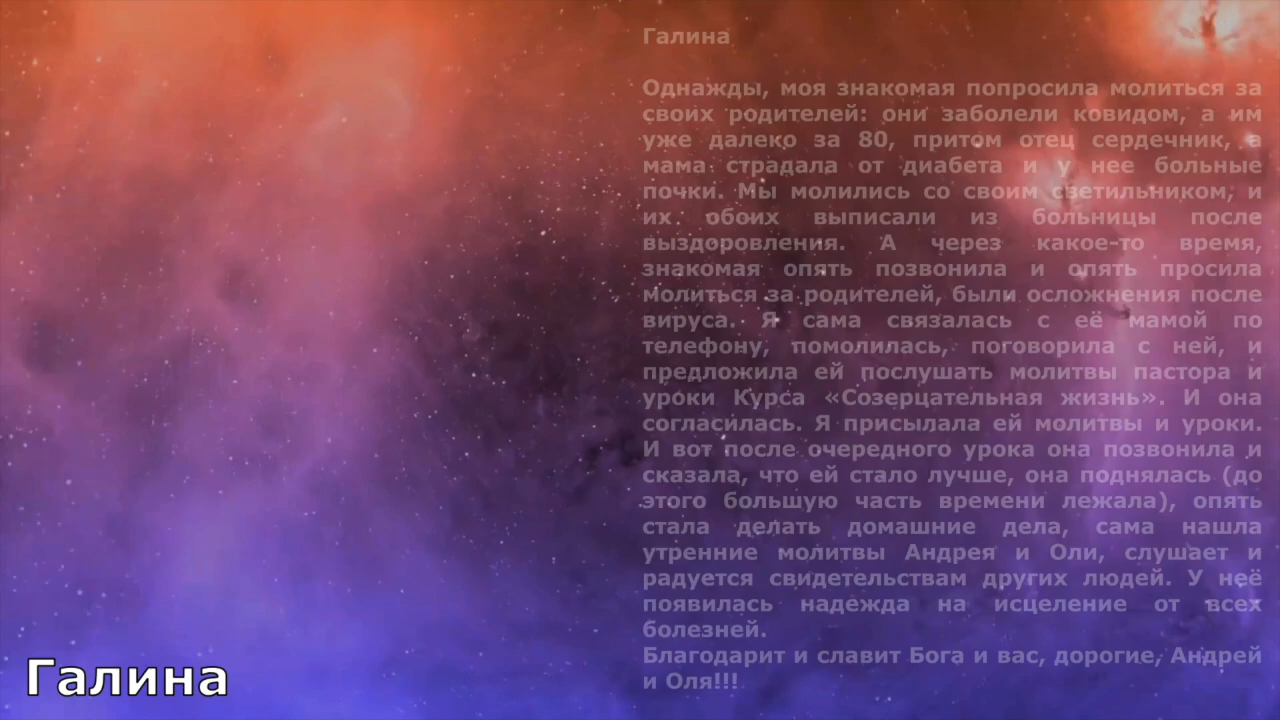 Галина
Однажды, моя знакомая попросила молиться за
своих родителей: они заболели ковидом, а им
уже далеко за 80, притом отец сердечник, а
мама страдала от диабета и у нее больные
почки. Мы молились со своим светильником, и
их обоих выписали из больницы после
выздоровления. А через какое-то время,
знакомая опять позвонила и опять просила
молиться за родителей, были осложнения после
вируса. Я сама связалась с её мамой по
телефону, помолилась, поговорила с ней, и
предложила ей послушать молитвы пастора и
уроки Курса «Созерцательная жизнь». И она
согласилась. Я присылала ей молитвы и уроки.
И вот после очередного урока она позвонила и
сказала, что ей стало лучше, она поднялась (до
этого большую часть времени лежала), опять
стала делать домашние дела, сама нашла
утренние молитвы Андрея и Оли, слушает и
радуется свидетельствам других людей. У неё
появилась надежда на исцеление от всех
болезней.
Благодарит и славит Бога и вас, дорогие, Андрей
и Оля!!!
Галина